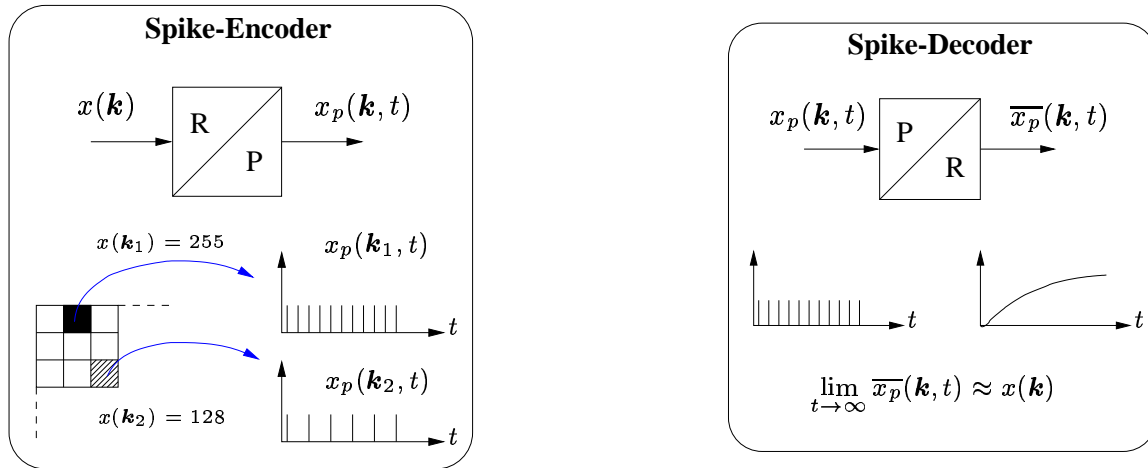 Spike-Encoder
x(k)
R
P
x_p(k, t)
x(k_1) = 255
x_p(k_1, t)
t
x_p(k_2, t)
x(k_2) = 128
t
Spike-Decoder
x_p(k, t)
P
R
\overline{x_p}(k, t)
t
t
\lim_{t→∞} \overline{x_p}(k, t) ≈ x(k)